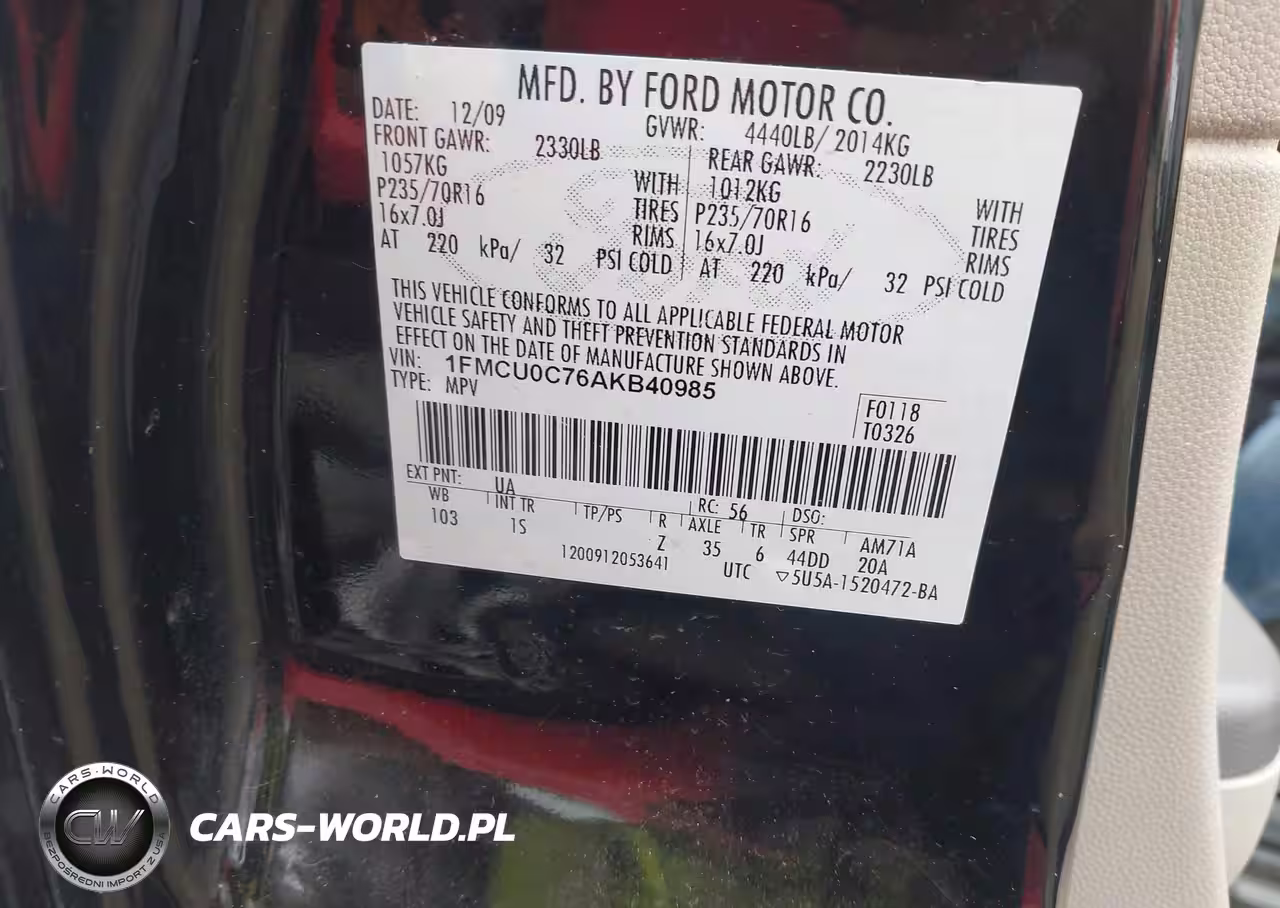 MFD. BY FORD MOTOR CO.
DATE: 12/09 GVWR: 4440LB/ 2014KG
FRONT GAWR: 2330LB REAR GAWR: 2230LB
1057KG WITH 1012KG WITH
P235/70R16 TIRES P235/70R16 TIRES
16x7.0J RIMS 16x7.0J RIMS
AT 220 kPa/ 32 PSI COLD AT 220 kPa/ 32 PSI COLD
THIS VEHICLE CONFORMS TO ALL APPLICABLE FEDERAL MOTOR
VEHICLE SAFETY AND THEFT PREVENTION STANDARDS IN
EFFECT ON THE DATE OF MANUFACTURE SHOWN ABOVE.
VIN: 1FMCU0C76AKB40985
TYPE: MPV
F0118
T0326
EXT PNT: UA RC: 56 DSO:
WB INT TR TP/PS R AXLE TR SPR AM71A
103 1S Z 35 6 44DD 20A
1200912053641 UTC ▽5U5A-1520472-BA
CARS-WORLD
CW
BEZPOŚREDNI IMPORT Z USA
CARS-WORLD.PL